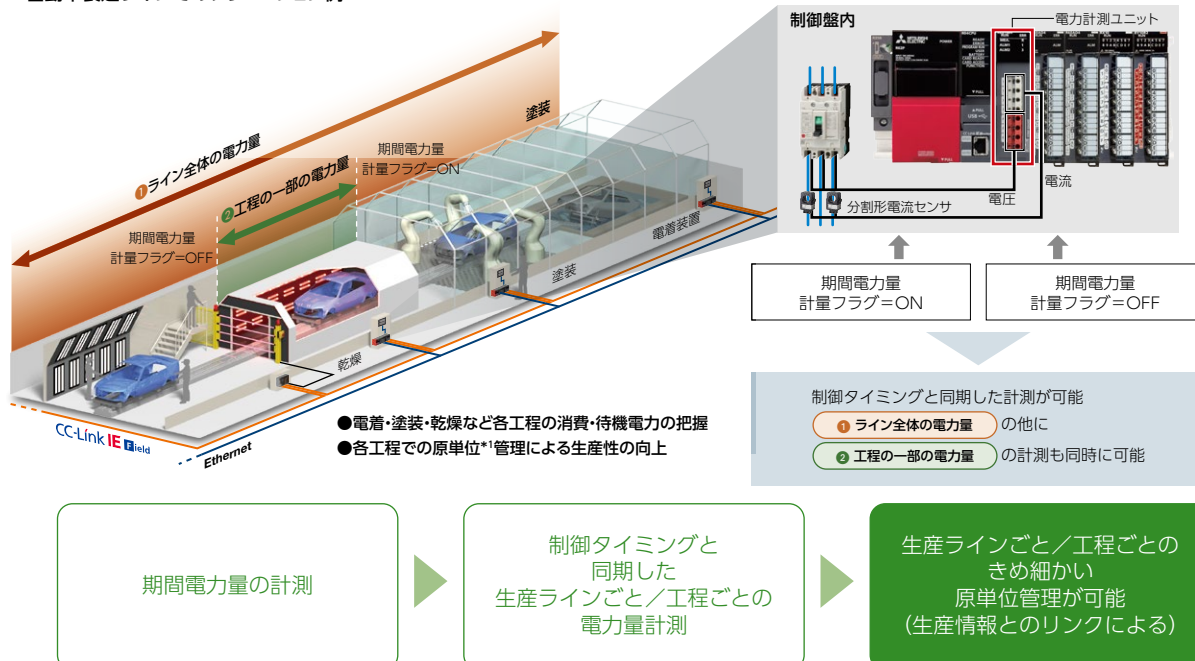 制御盤内
電力計測ユニット
MITSUBISHI
ELECTRIC
分割形電流センサ
電圧
電流
塗装
①ライン全体の電力量
期間電力量
計量フラグ=ON
②工程の一部の電力量
期間電力量
計量フラグ=OFF
電着装置
塗装
乾燥
CC-Link IE Field
Ethernet
●電着・塗装・乾燥など各工程の消費・待機電力の把握
●各工程での原単位*1管理による生産性の向上
期間電力量
計量フラグ=ON
期間電力量
計量フラグ=OFF
制御タイミングと同期した計測が可能
① ライン全体の電力量 の他に
② 工程の一部の電力量 の計測も同時に可能
期間電力量の計測
制御タイミングと
同期した
生産ラインごと／工程ごとの
電力量計測
生産ラインごと／工程ごとの
きめ細かい
原単位管理が可能
（生産情報とのリンクによる）